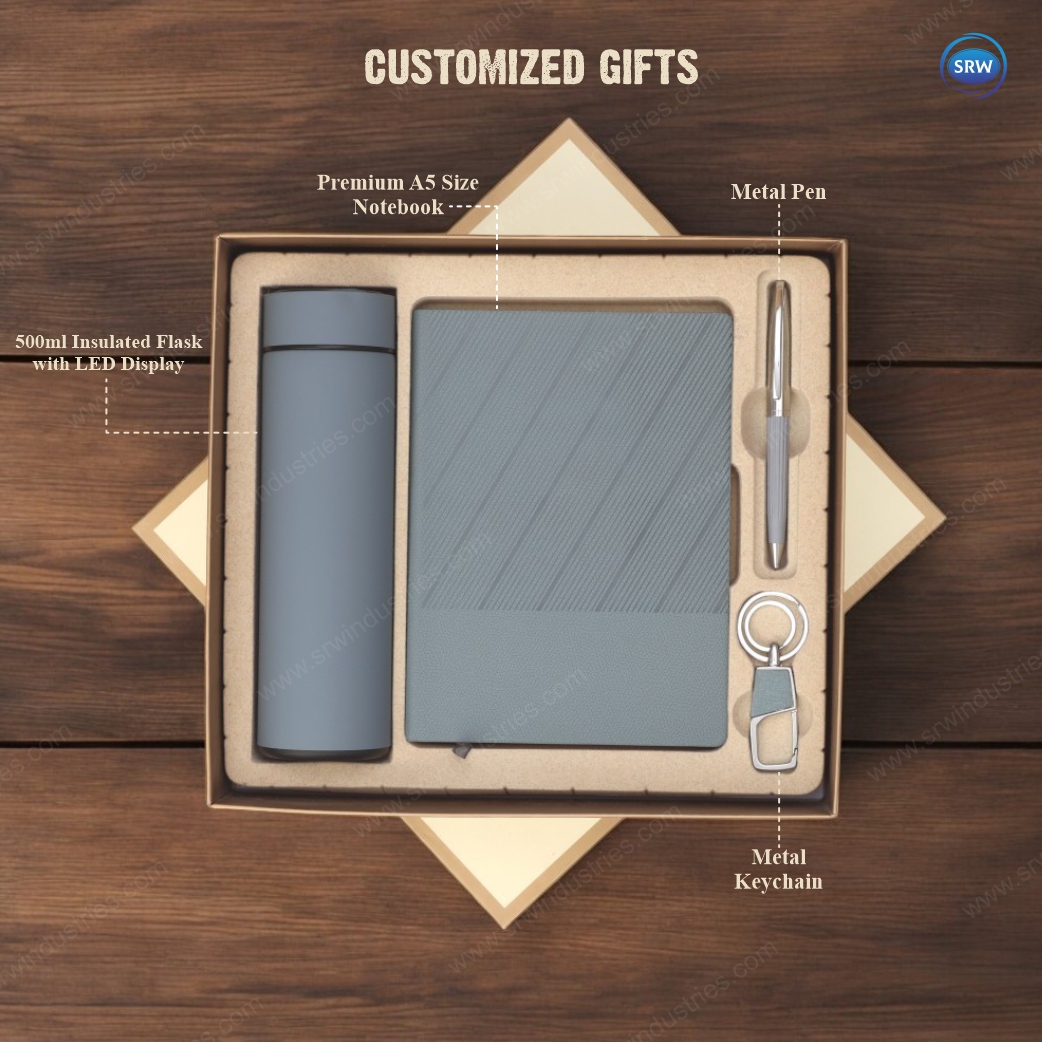 CUSTOMIZED GIFTS
SRW
Premium A5 Size
Notebook
Metal Pen
500ml Insulated Flask
with LED Display
Metal
Keychain
www.srwindustries.com